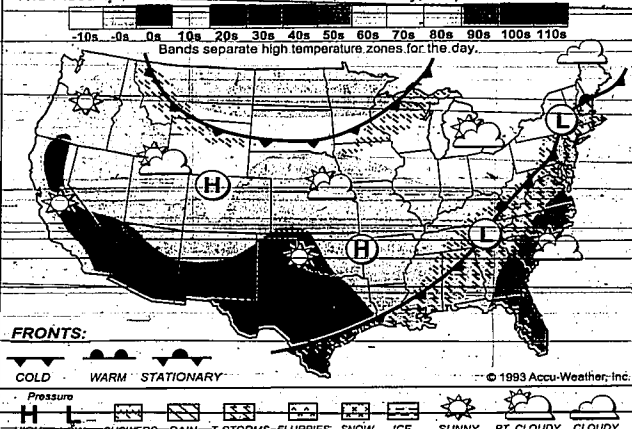 -10s -0s 0s 10s 20s 30s 40s 50s 60s 70s 80s 90s 100s 110s
Bands separate high temperature zones for the day.
L
H
H
L
FRONTS:
COLD WARM STATIONARY
© 1993 Accu-Weather, Inc.
Pressure
H L
SHOWERS RAIN T-STORMS FLURRIES SNOW ICE SUNNY PT. CLOUDY CLOUDY